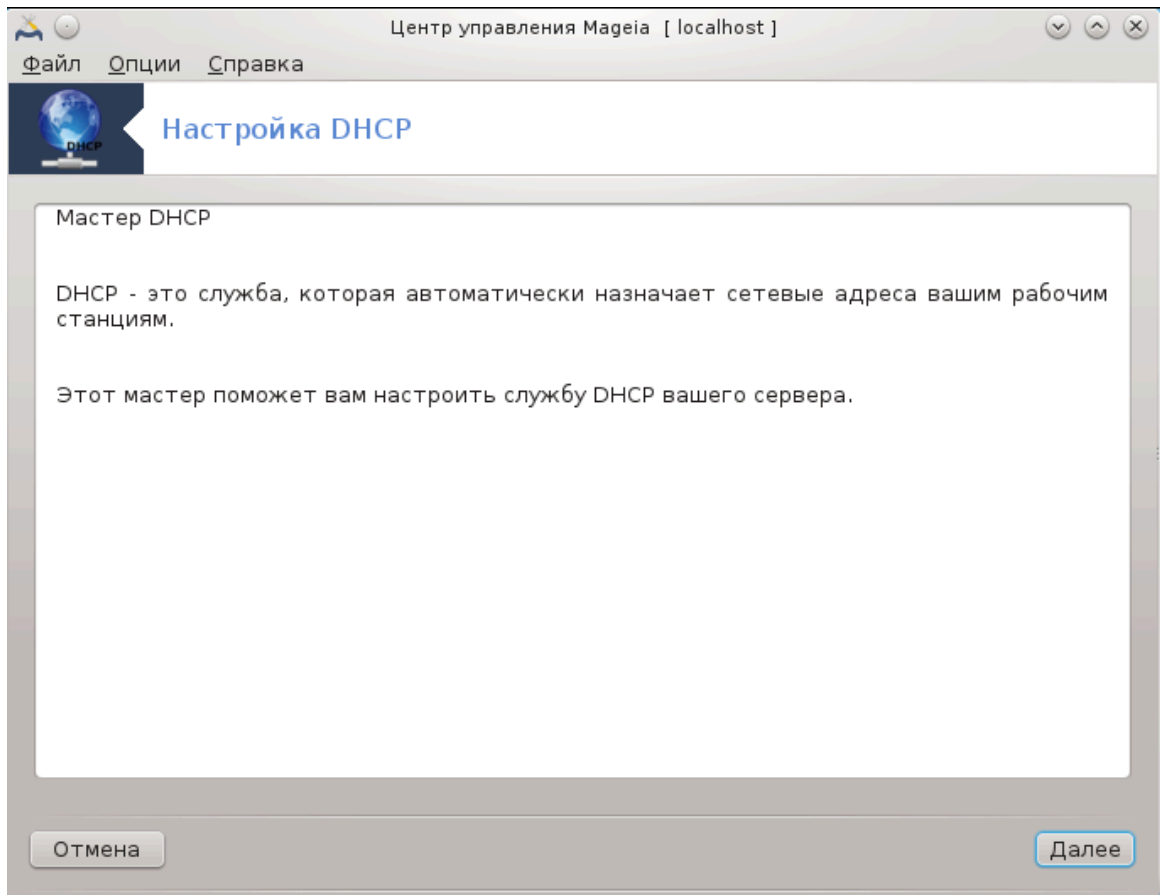 Центр управления Mageia [ localhost ]
Файл Опции Справка
DHCP
Настройка DHCP
Мастер DHCP
DHCP - это служба, которая автоматически назначает сетевые адреса вашим рабочим
станциям.
Этот мастер поможет вам настроить службу DHCP вашего сервера.
Отмена
Далее